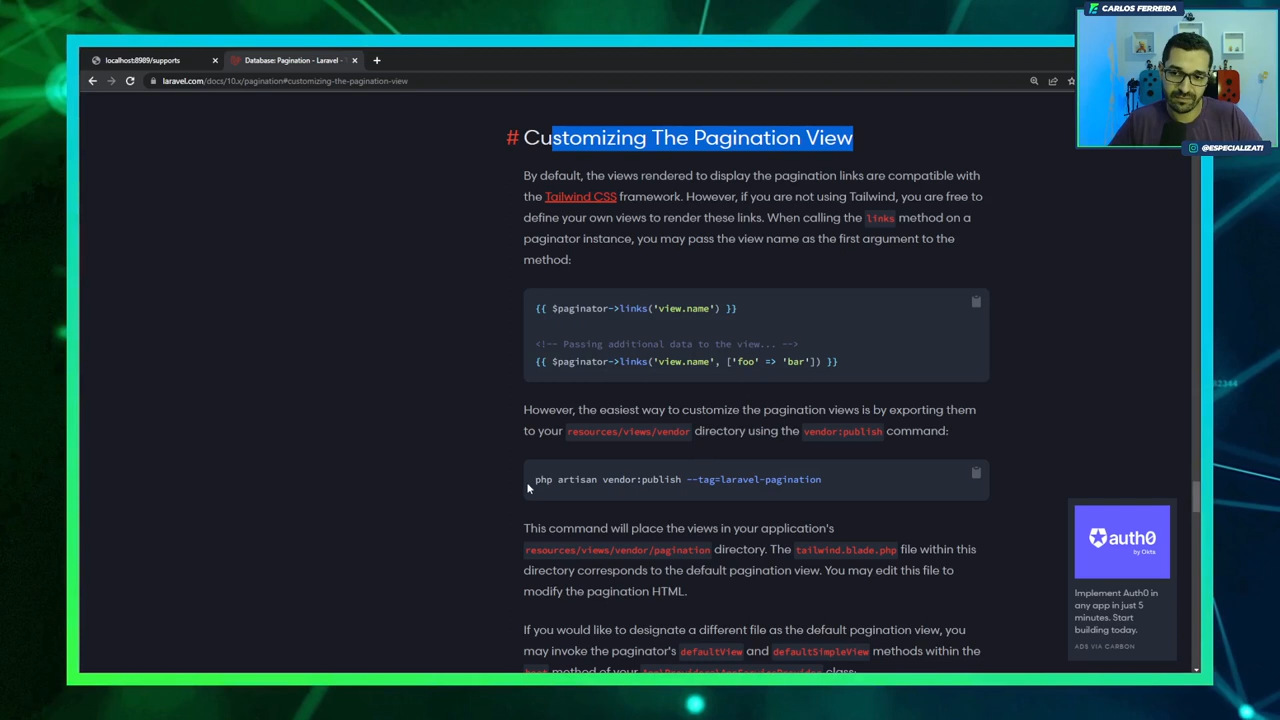 CARLOS FERREIRA
localhost:8989/supports
Database: Pagination - Laravel -
laravel.com/docs/10.x/pagination#customizing-the-pagination-view
@ESPECIALIZATI
# Customizing The Pagination View
By default, the views rendered to display the pagination links are compatible with
the Tailwind CSS framework. However, if you are not using Tailwind, you are free to
define your own views to render these links. When calling the links method on a
paginator instance, you may pass the view name as the first argument to the
method:
{{ $paginator->links('view.name') }}
<!-- Passing additional data to the view... -->
{{ $paginator->links('view.name', ['foo' => 'bar']) }}
However, the easiest way to customize the pagination views is by exporting them
to your resources/views/vendor directory using the vendor:publish command:
php artisan vendor:publish --tag=laravel-pagination
This command will place the views in your application's
resources/views/vendor/pagination directory. The tailwind.blade.php file within this
directory corresponds to the default pagination view. You may edit this file to
modify the pagination HTML.
If you would like to designate a different file as the default pagination view, you
may invoke the paginator's defaultView and defaultSimpleView methods within the
boot method of your App\Providers\AppServiceProvider class:
auth0
by Okta
Implement Auth0 in
any app in just 5
minutes. Start
building today.
ADS VIA CARBON